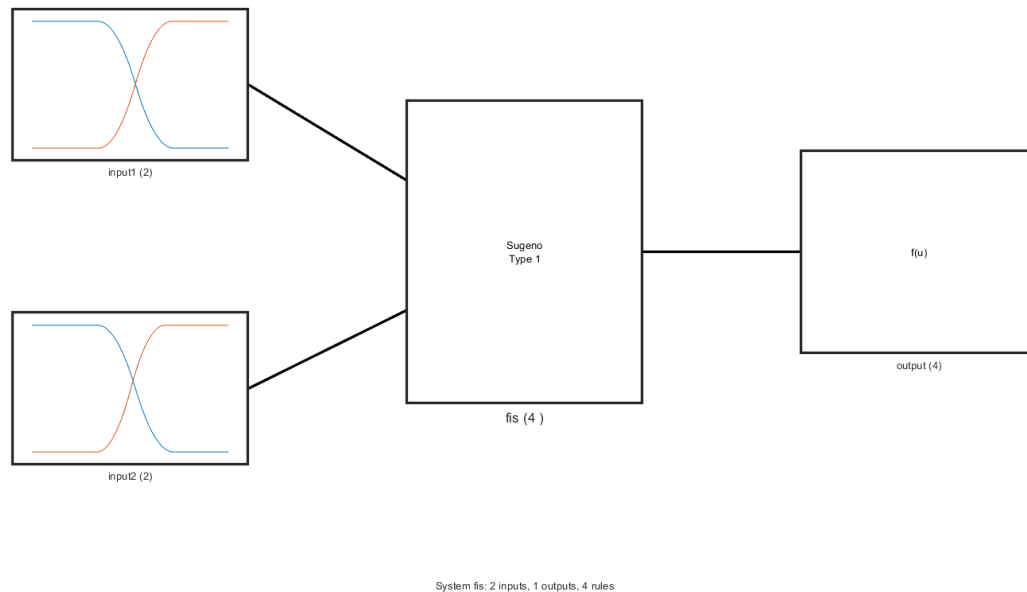 input1 (2)
Sugeno
Type 1
f(u)
output (4)
fis (4 )
input2 (2)
System fis: 2 inputs, 1 outputs, 4 rules